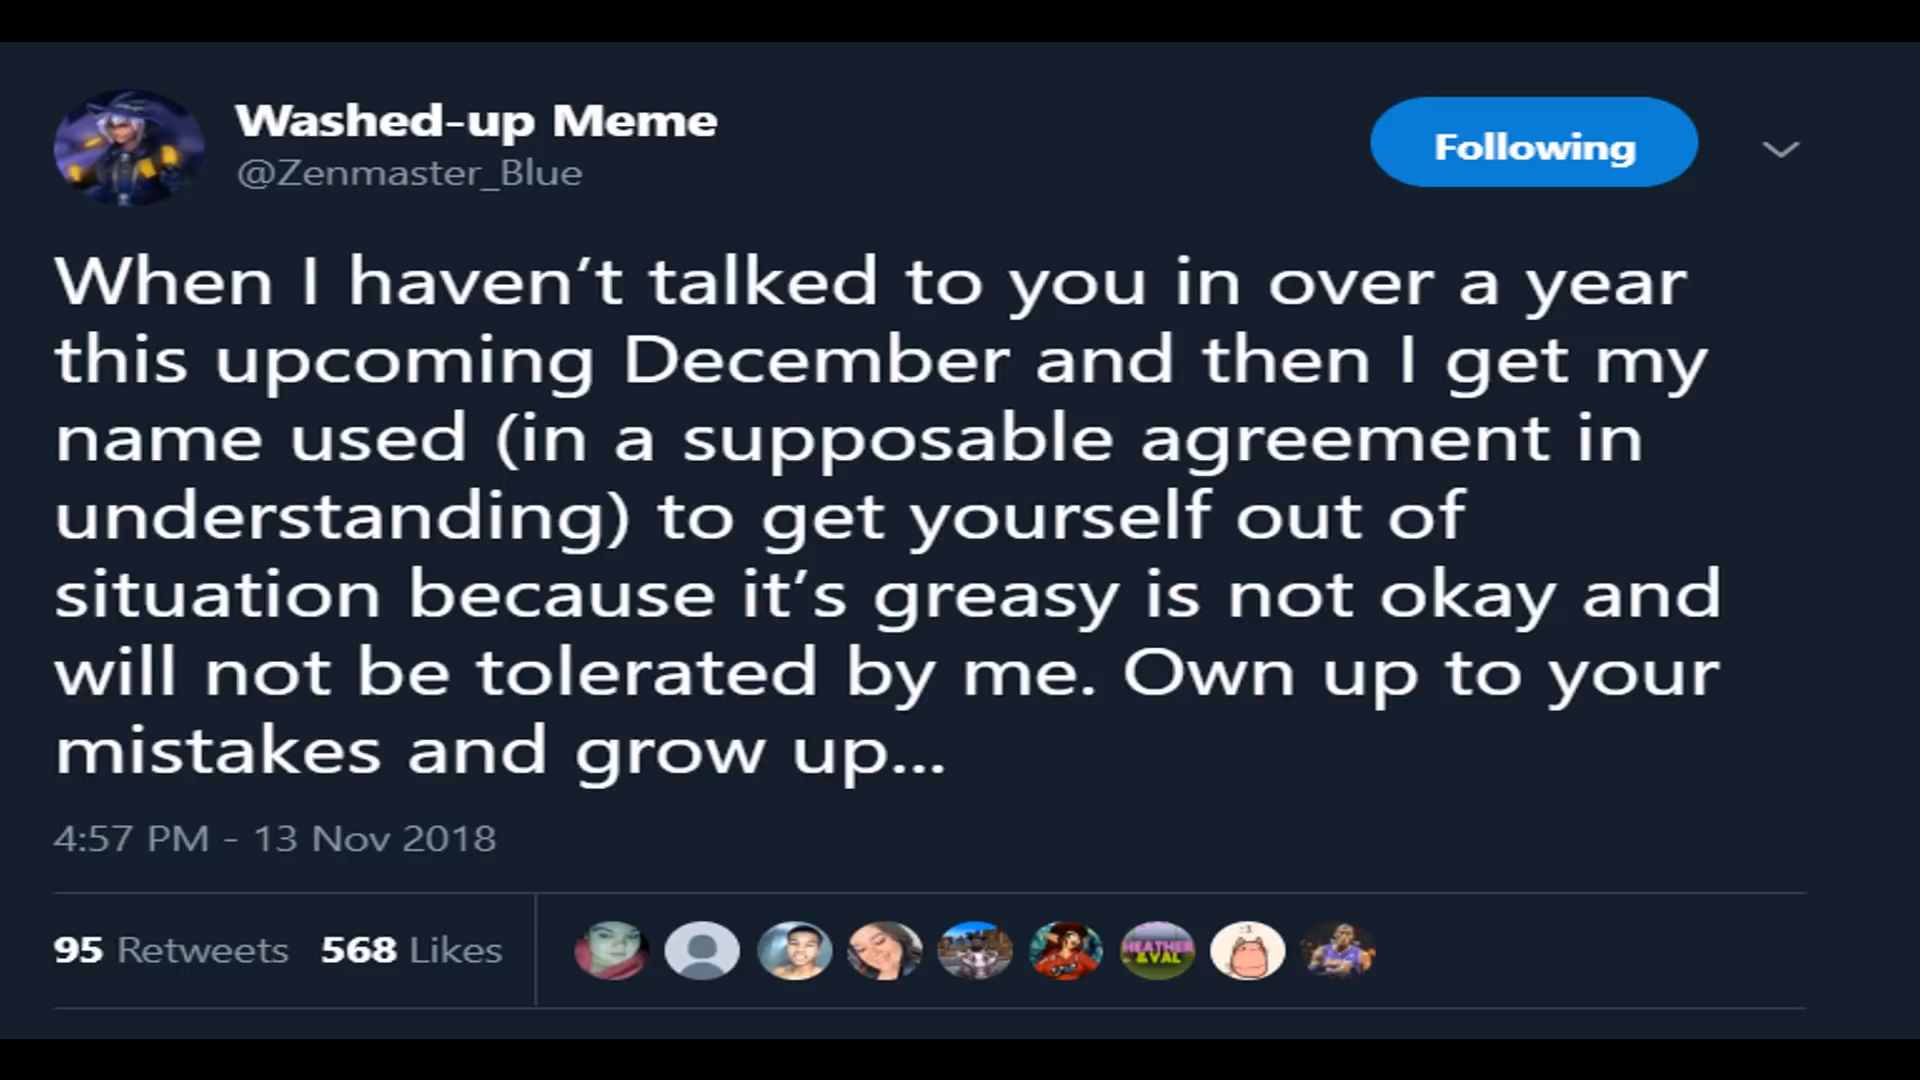 Washed-up Meme
@Zenmaster_Blue
Following
When I haven’t talked to you in over a year
this upcoming December and then I get my
name used (in a supposable agreement in
understanding) to get yourself out of
situation because it’s greasy is not okay and
will not be tolerated by me. Own up to your
mistakes and grow up...
4:57 PM - 13 Nov 2018
95 Retweets 568 Likes
HEATHER
&VAL